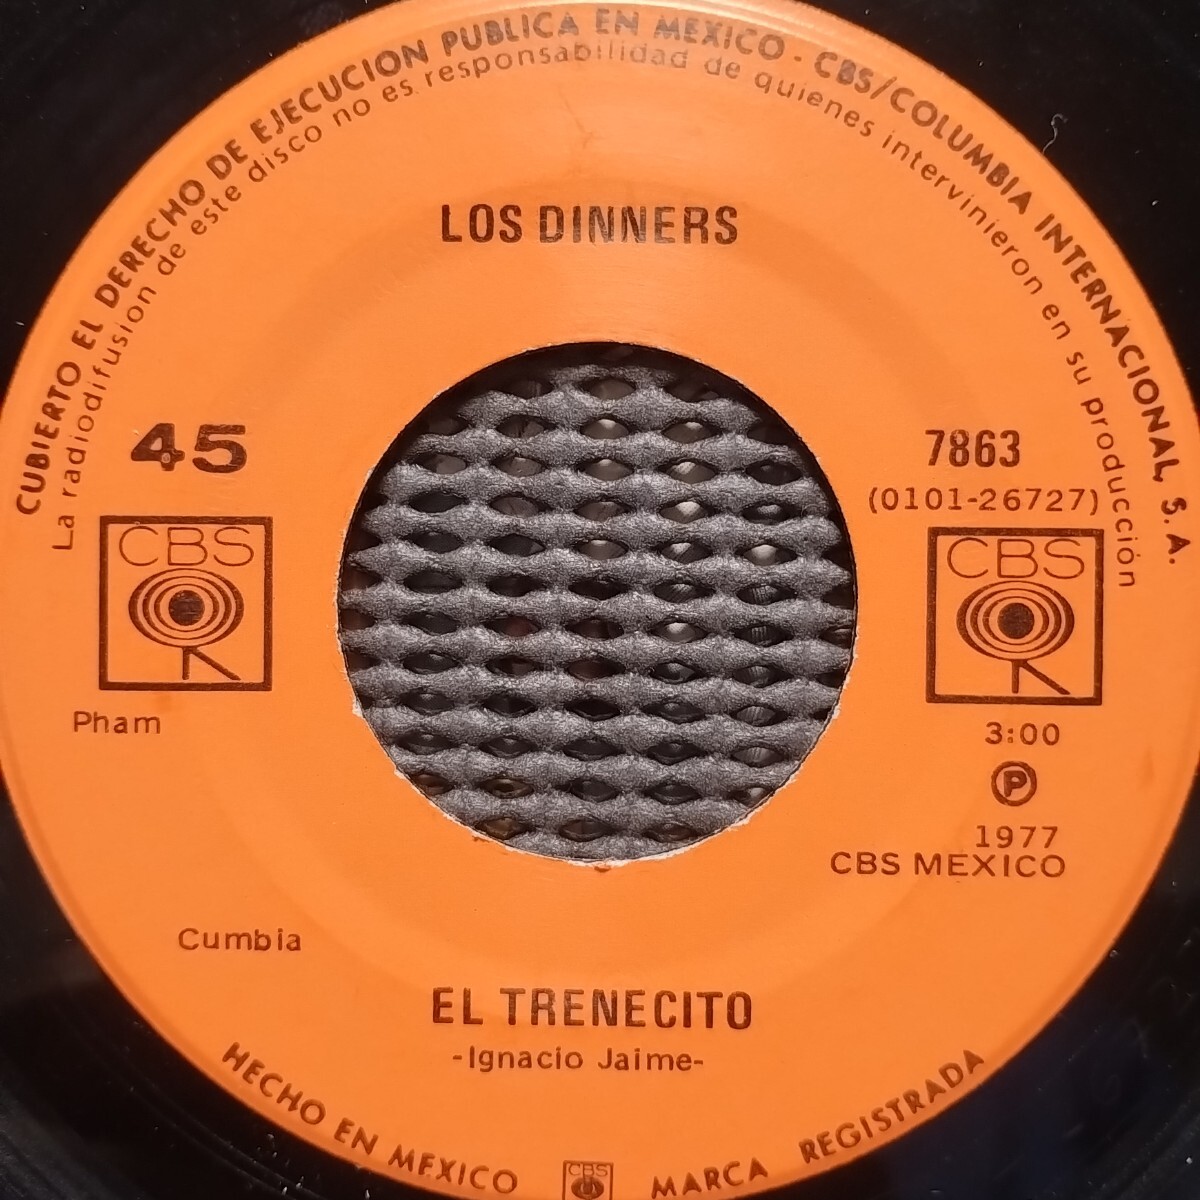 CUBIERTO EL DERECHO DE EJECUCION PUBLICA EN MEXICO - CBS/COLUMBIA INTERNACIONAL, S. A.
La radiodifusion de este disco no es responsabilidad de quienes intervinieron en su producción
LOS DINNERS
45
7863
(0101-26727)
CBS
CBS
Pham
3:00
Ⓟ
1977
CBS MEXICO
Cumbia
EL TRENECITO
-Ignacio Jaime-
HECHO EN MEXICO CBS MARCA REGISTRADA